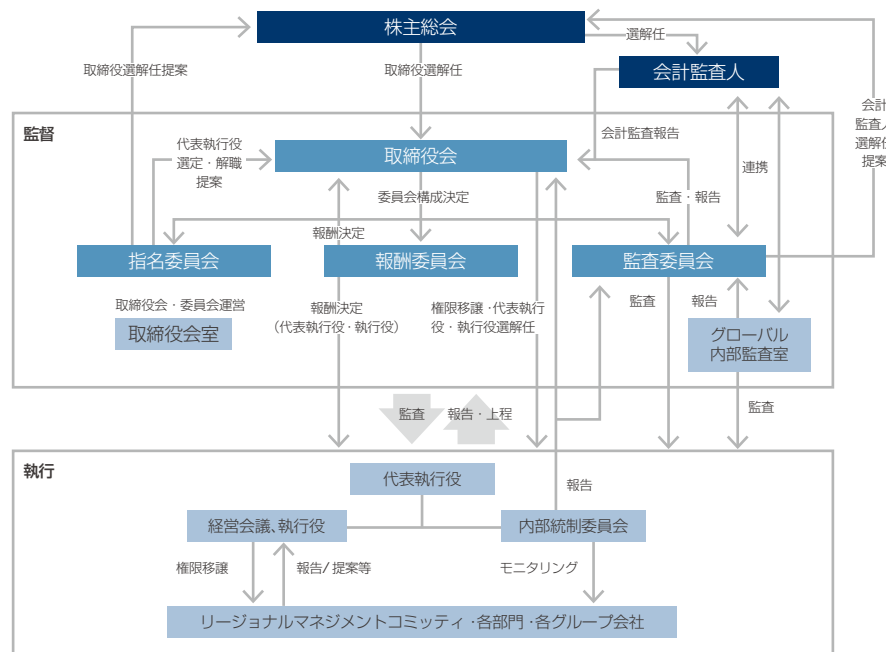 株主総会
選解任
取締役選解任提案
取締役選解任
会計監査人
会計
監査人
選解任
提案
監督
代表執行役
選定・解職
提案
取締役会
会計監査報告
連携
委員会構成決定
監査・報告
報酬決定
指名委員会
報酬委員会
監査委員会
取締役会・委員会運営
取締役会室
報酬決定
(代表執行役・執行役)
権限移譲・代表執行
役・執行役選解任
監査
報告
グローバル
内部監査室
監査
報告・上程
監査
執行
代表執行役
報告
経営会議、執行役
内部統制委員会
権限移譲
報告/提案等
モニタリング
リージョナルマネジメントコミッティ・各部門・各グループ会社